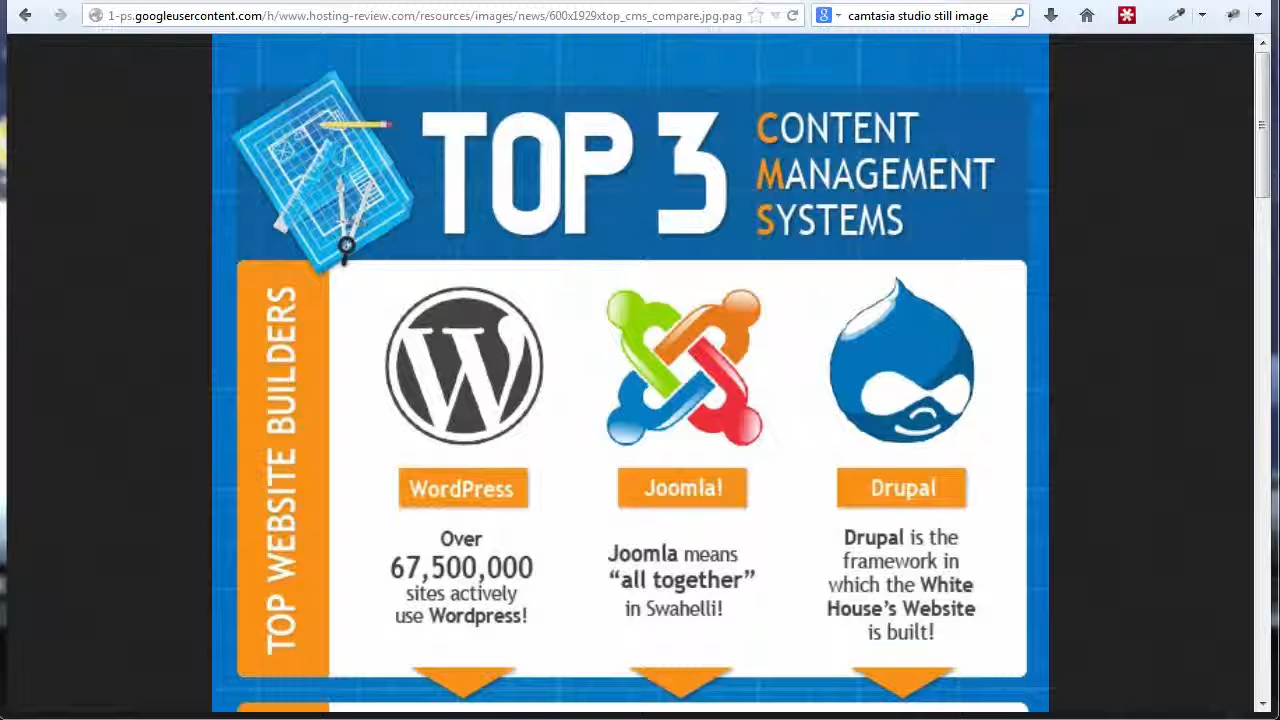 1-ps.googleusercontent.com/h/www.hosting-review.com/resources/images/news/600x1929xtop_cms_compare.jpg.pag
camtasia studio still image
TOP 3
CONTENT
MANAGEMENT
SYSTEMS
TOP WEBSITE BUILDERS
WordPress
Over
67,500,000
sites actively
use Wordpress!
Joomla!
Joomla means
“all together”
in Swahelli!
Drupal
Drupal is the
framework in
which the White
House’s Website
is built!